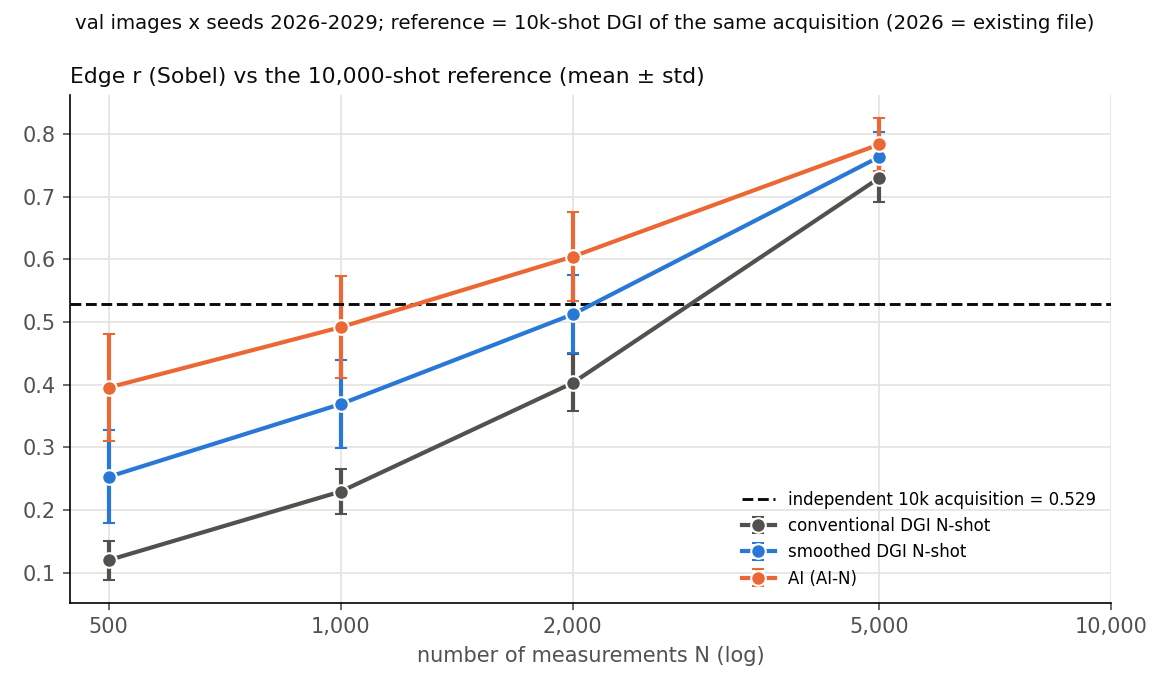 val images x seeds 2026-2029; reference = 10k-shot DGI of the same acquisition (2026 = existing file)
Edge r (Sobel) vs the 10,000-shot reference (mean ± std)
0.8
0.7
0.6
0.5
0.4
0.3
0.2
0.1
independent 10k acquisition = 0.529
conventional DGI N-shot
smoothed DGI N-shot
AI (AI-N)
500 1,000 2,000 5,000 10,000
number of measurements N (log)